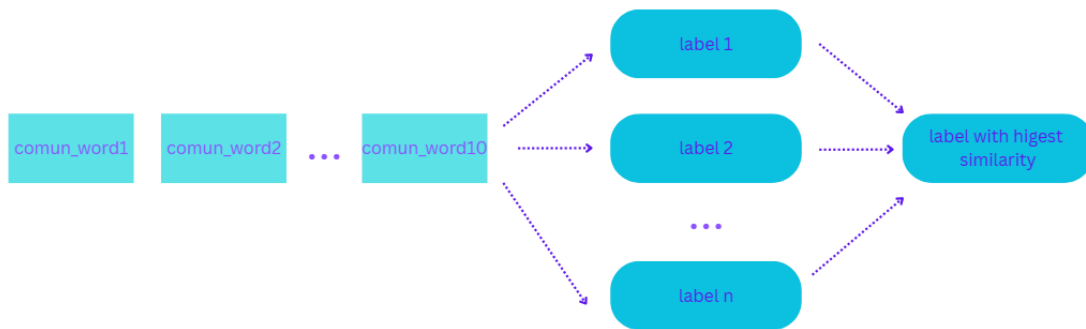 label 1
comun_word1
comun_word2
...
comun_word10
label 2
label with higest
similarity
...
label n